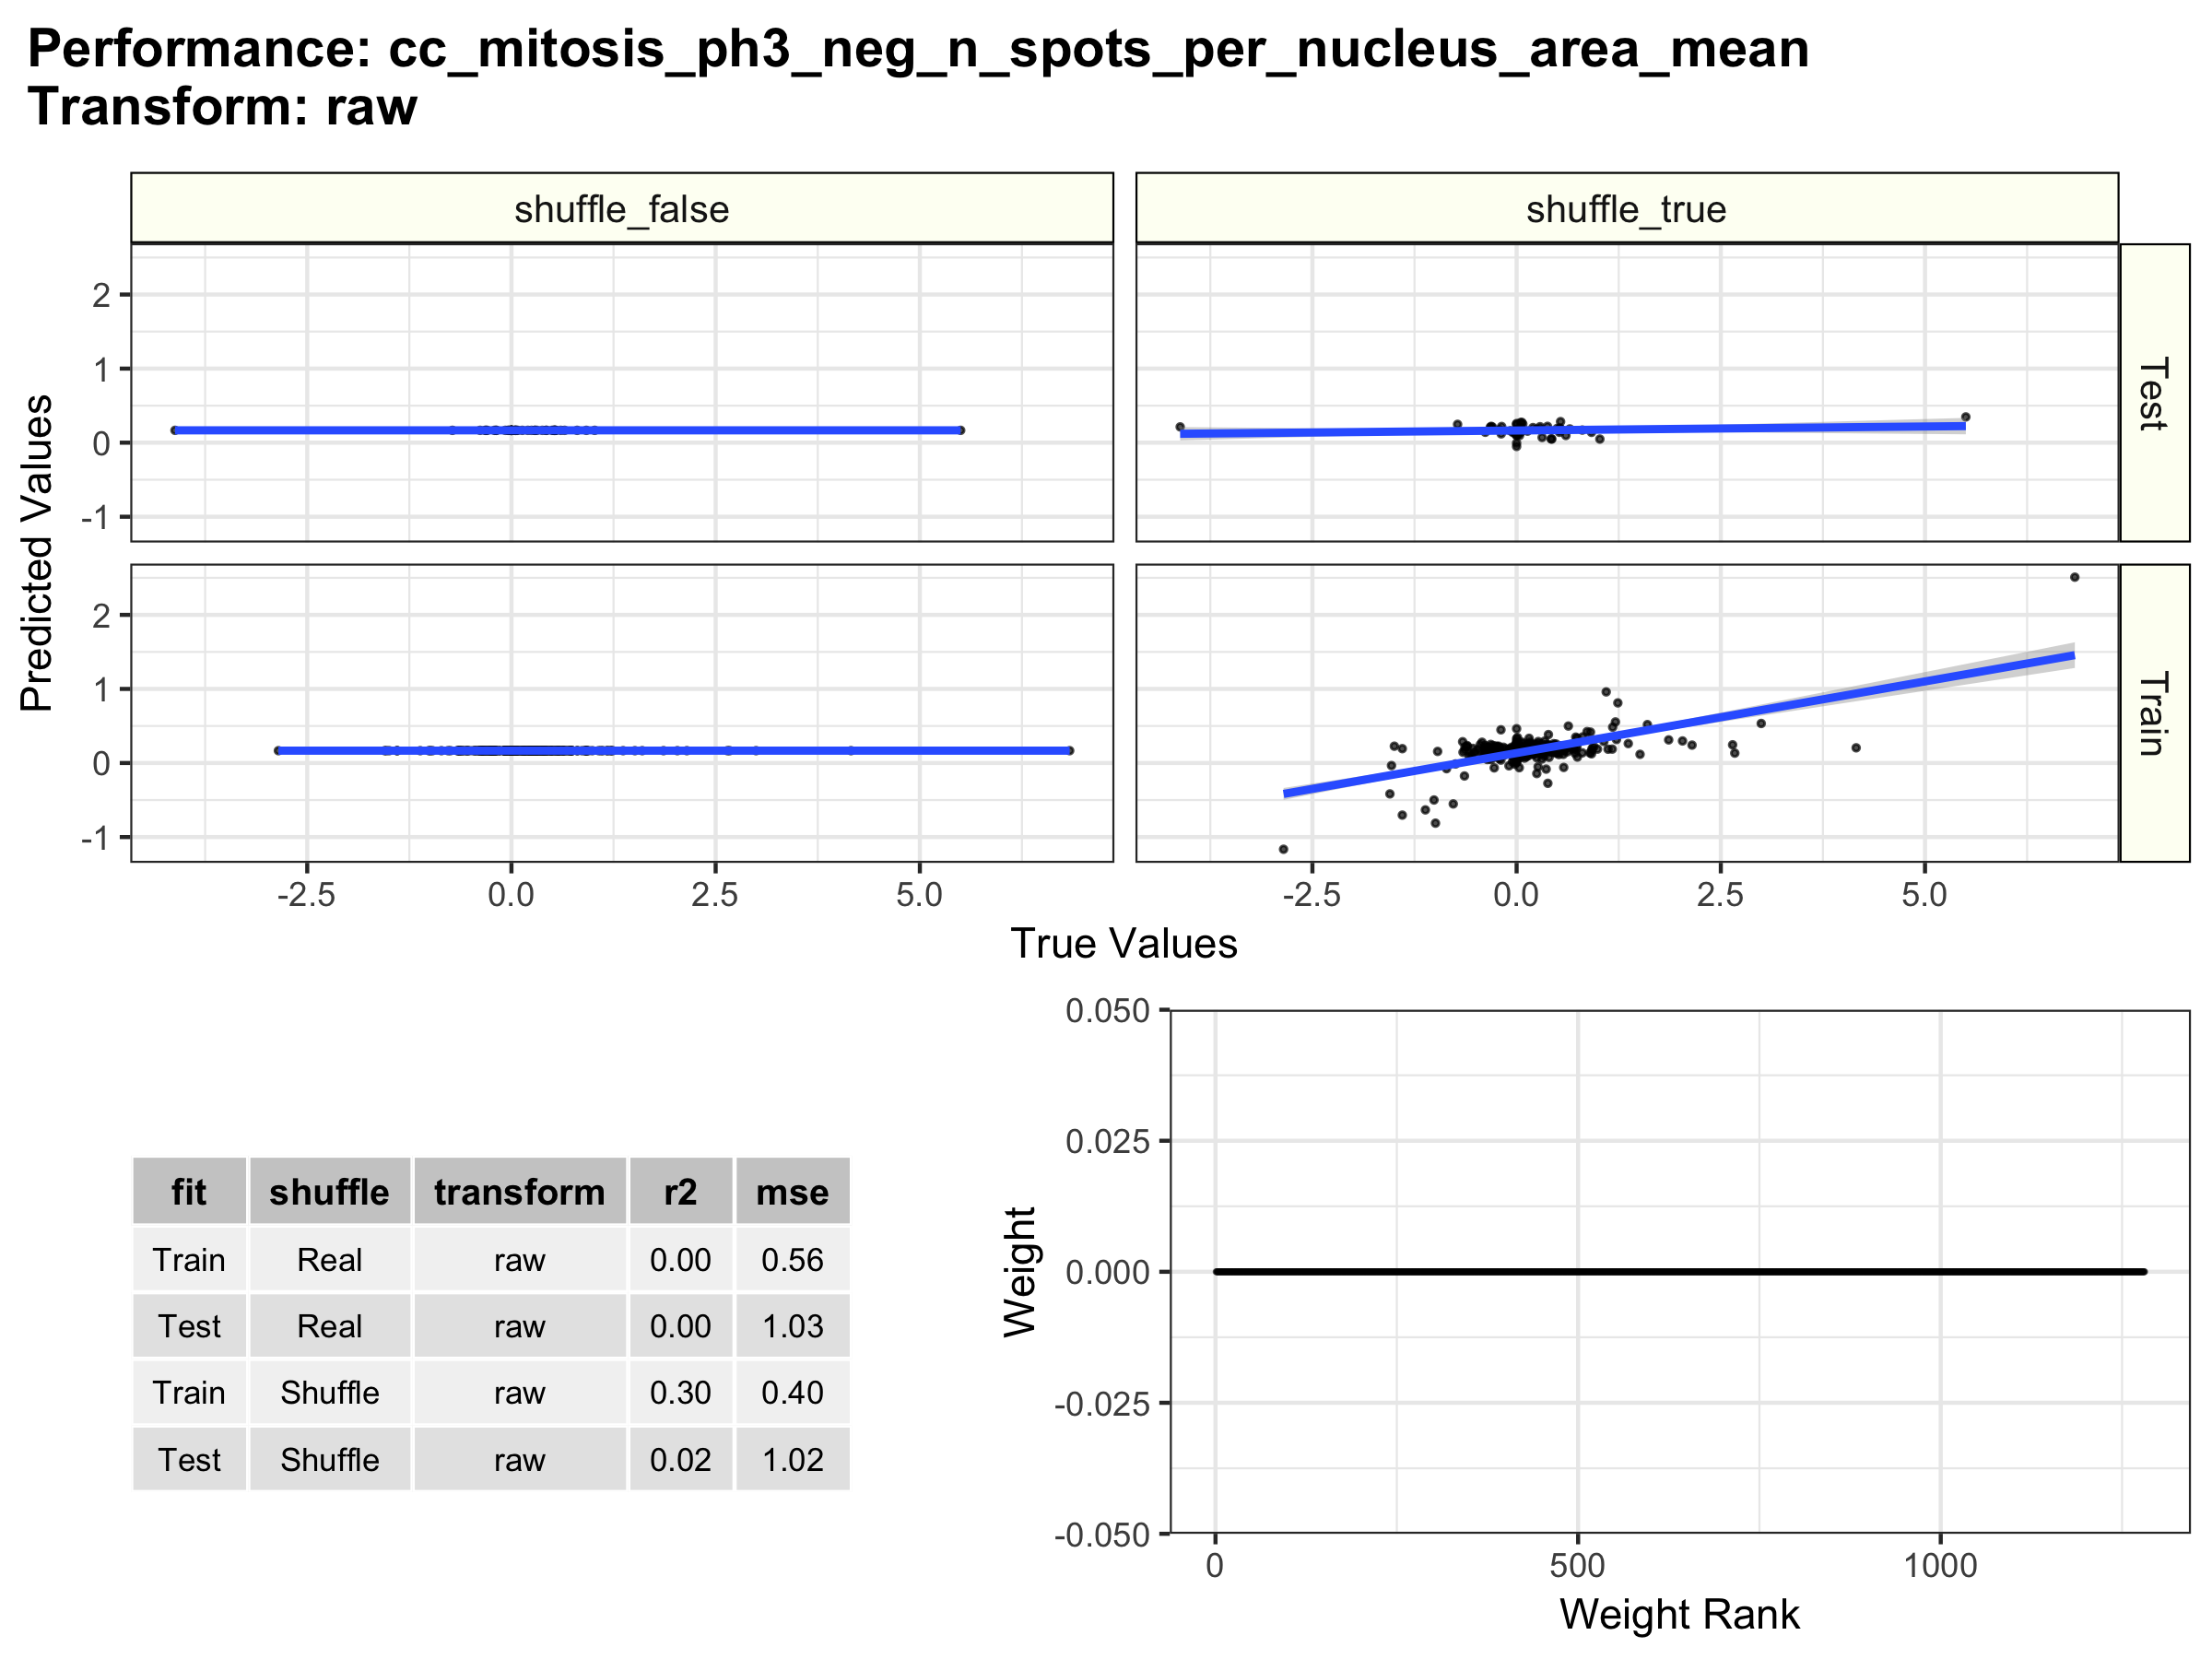 Performance: cc_mitosis_ph3_neg_n_spots_per_nucleus_area_mean
Transform: raw
shuffle_false
shuffle_true
2
1
0
-1
Test
2
1
0
-1
Train
Predicted Values
-2.5 0.0 2.5 5.0
-2.5 0.0 2.5 5.0
True Values
fit shuffle transform r2 mse
Train Real raw 0.00 0.56
Test Real raw 0.00 1.03
Train Shuffle raw 0.30 0.40
Test Shuffle raw 0.02 1.02
0.050
0.025
0.000
-0.025
-0.050
Weight
0 500 1000
Weight Rank